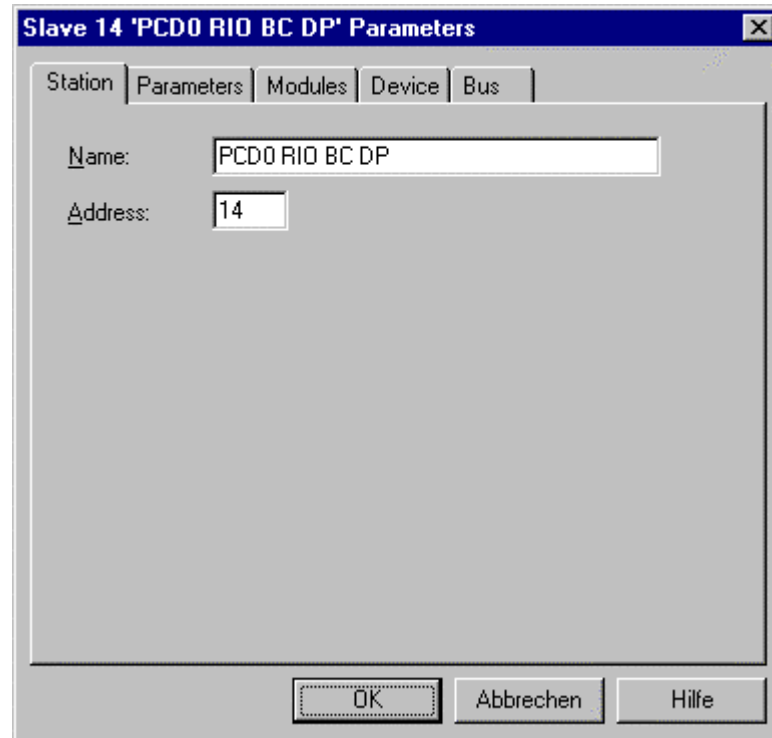 Slave 14 'PCD0 RIO BC DP' Parameters
Station Parameters Modules Device Bus
Name: PCD0 RIO BC DP
Address: 14
OK Abbrechen Hilfe